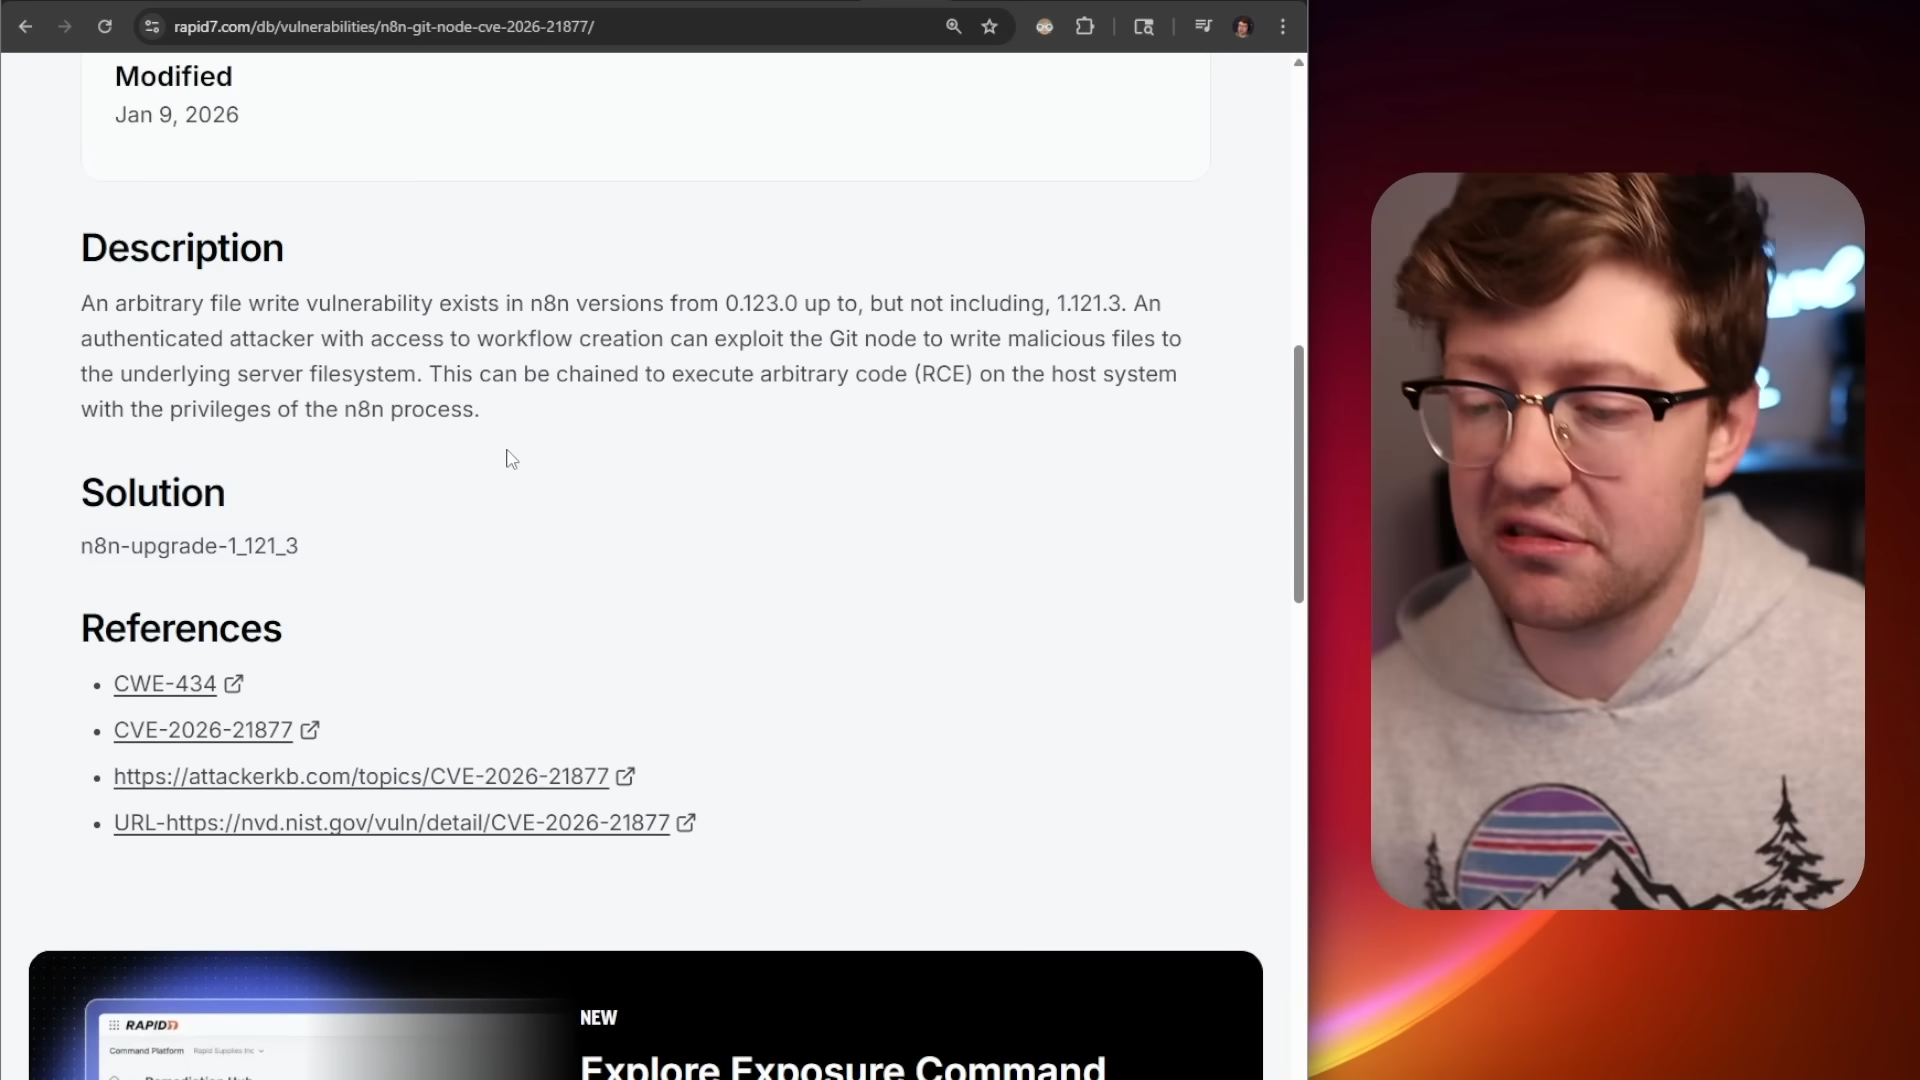 rapid7.com/db/vulnerabilities/n8n-git-node-cve-2026-21877/
Modified
Jan 9, 2026
Description
An arbitrary file write vulnerability exists in n8n versions from 0.123.0 up to, but not including, 1.121.3. An
authenticated attacker with access to workflow creation can exploit the Git node to write malicious files to
the underlying server filesystem. This can be chained to execute arbitrary code (RCE) on the host system
with the privileges of the n8n process.
Solution
n8n-upgrade-1_121_3
References
• CWE-434
• CVE-2026-21877
• https://attackerkb.com/topics/CVE-2026-21877
• URL-https://nvd.nist.gov/vuln/detail/CVE-2026-21877
RAPID7
Command Platform Rapid Supplies Inc
Remediation Hub
NEW
Explore Exposure Command